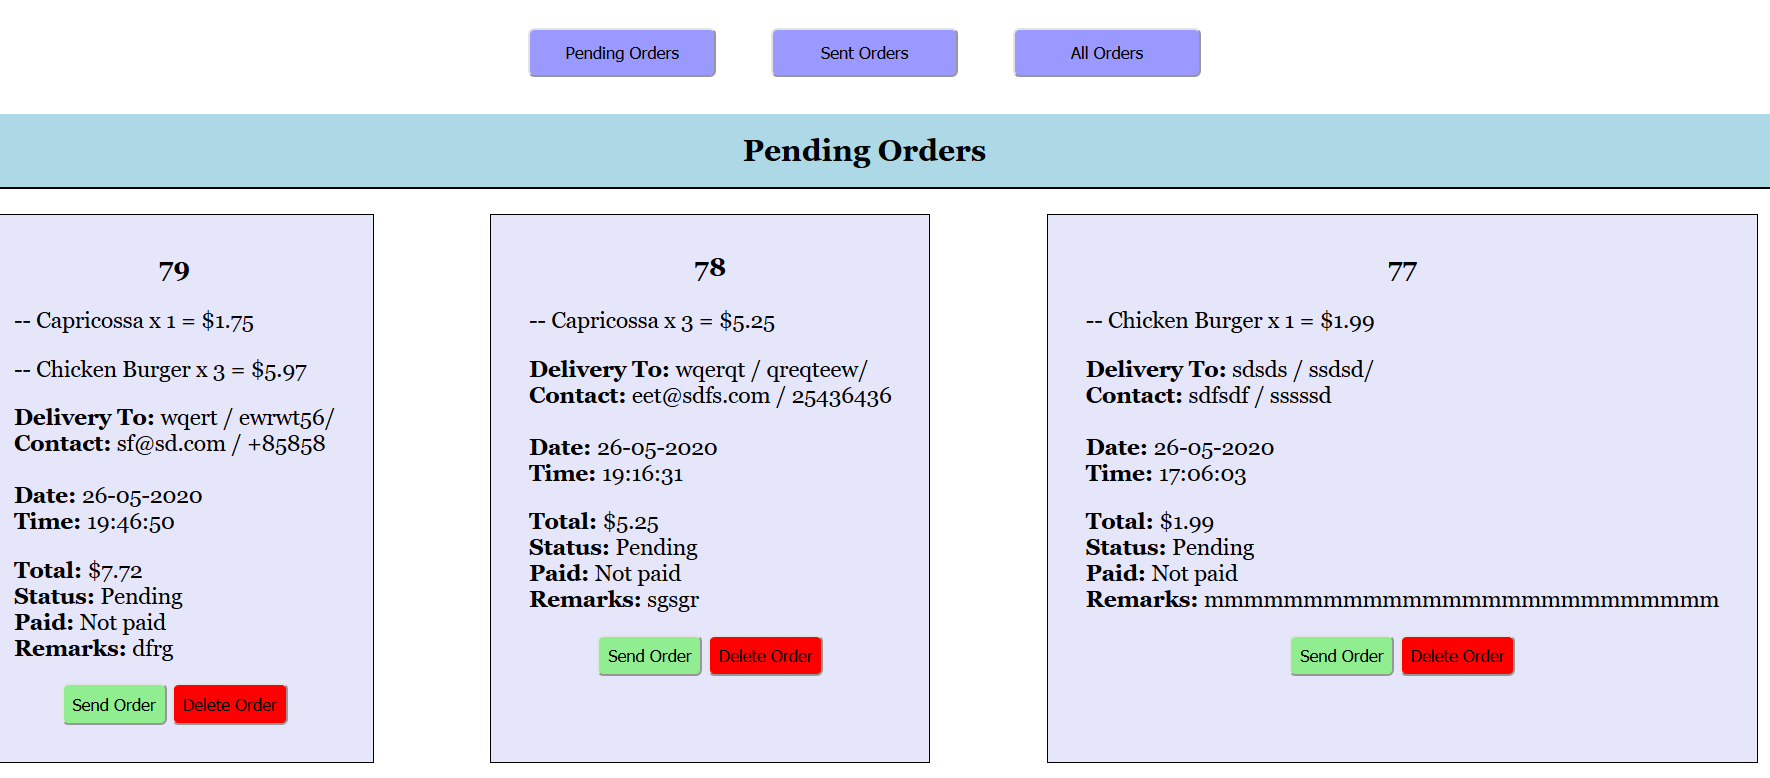 Pending Orders
Sent Orders
All Orders
Pending Orders
79
-- Capricossa x 1 = $1.75
-- Chicken Burger x 3 = $5.97
Delivery To: wqert / ewrwt56/
Contact: sf@sd.com / +85858
Date: 26-05-2020
Time: 19:46:50
Total: $7.72
Status: Pending
Paid: Not paid
Remarks: dfrg
Send Order
Delete Order
78
-- Capricossa x 3 = $5.25
Delivery To: wqerqt / qreqteew/
Contact: eet@sdfs.com / 25436436
Date: 26-05-2020
Time: 19:16:31
Total: $5.25
Status: Pending
Paid: Not paid
Remarks: sgsgr
Send Order
Delete Order
77
-- Chicken Burger x 1 = $1.99
Delivery To: sdsds / ssdsd/
Contact: sdfsdf / sssssd
Date: 26-05-2020
Time: 17:06:03
Total: $1.99
Status: Pending
Paid: Not paid
Remarks: mmmmmmmmmmmmmmmmmmmmmmmmmm
Send Order
Delete Order